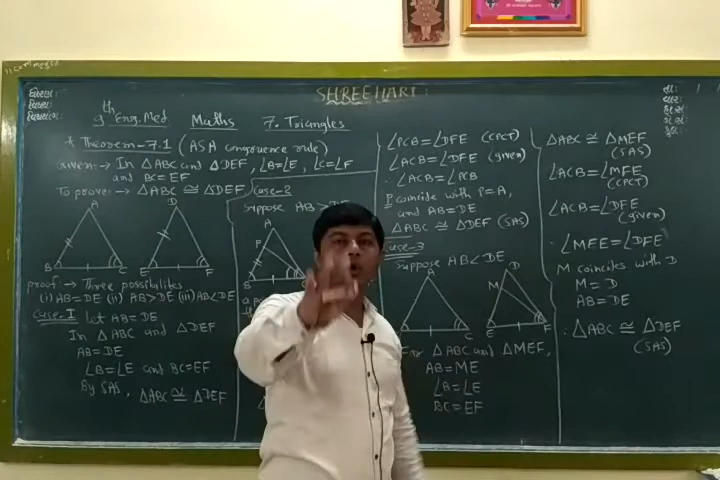 SHREEHARI:
9th Eng. Med. Maths 7. Triangles
* Theorem-7.1 (ASA congruence rule)
Given:-→ In △ABC and △DEF, ∠B=∠E, ∠C=∠F
and BC=EF
To prove:-→ △ABC ≅ △DEF
A
D
B C E F
proof:→ Three possibilites
(i) AB=DE (ii) AB>DE (iii) AB<DE
Case-I Let AB=DE
In △ABC and △DEF
AB=DE
∠B=∠E and BC=EF
By SAS, △ABC ≅ △DEF
Case-2
Suppose AB>
A
P
B
∠PCB=∠DFE (CPCT)
∠ACB=∠DFE (given)
∴ ∠ACB=∠PCB
P coincide with P=A,
and AB=DE
△ABC ≅ △DEF (SAS)
Case-3
Suppose AB<DE
A D
M
C E F
For △ABC and △MEF,
AB=ME
∠B=∠E
BC=EF
△ABC ≅ △MEF
(SAS)
∠ACB=∠MFE
(CPCT)
∠ACB=∠DFE
(given)
∴ ∠MFE=∠DFE
M coincides with D
M=D
AB=DE
∴ △ABC ≅ △DEF
(SAS)